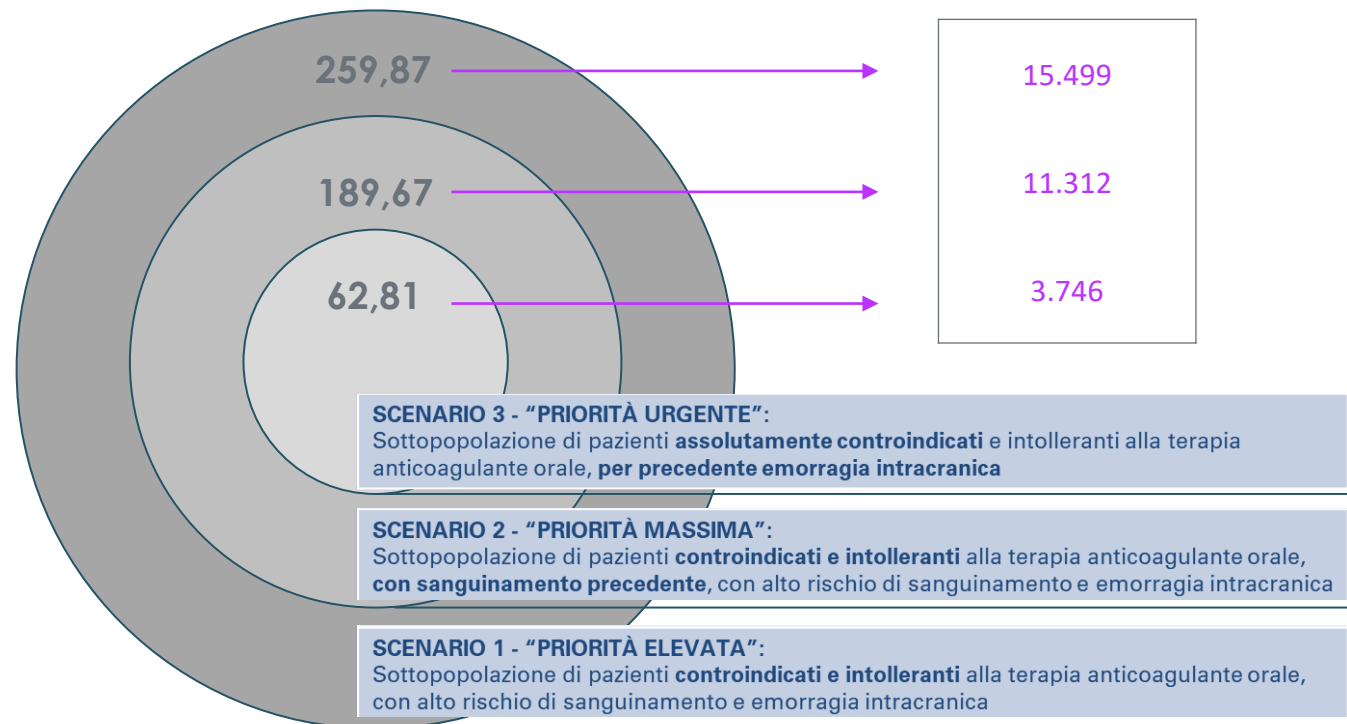 259,87
15.499
189,67
11.312
62,81
3.746
SCENARIO 3 - “PRIORITÀ URGENTE”:
Sottopopolazione di pazienti assolutamente controindicati e intolleranti alla terapia
anticoagulante orale, per precedente emorragia intracranica
SCENARIO 2 - “PRIORITÀ MASSIMA”:
Sottopopolazione di pazienti controindicati e intolleranti alla terapia anticoagulante orale,
con sanguinamento precedente, con alto rischio di sanguinamento e emorragia intracranica
SCENARIO 1 - “PRIORITÀ ELEVATA”:
Sottopopolazione di pazienti controindicati e intolleranti alla terapia anticoagulante orale,
con alto rischio di sanguinamento e emorragia intracranica